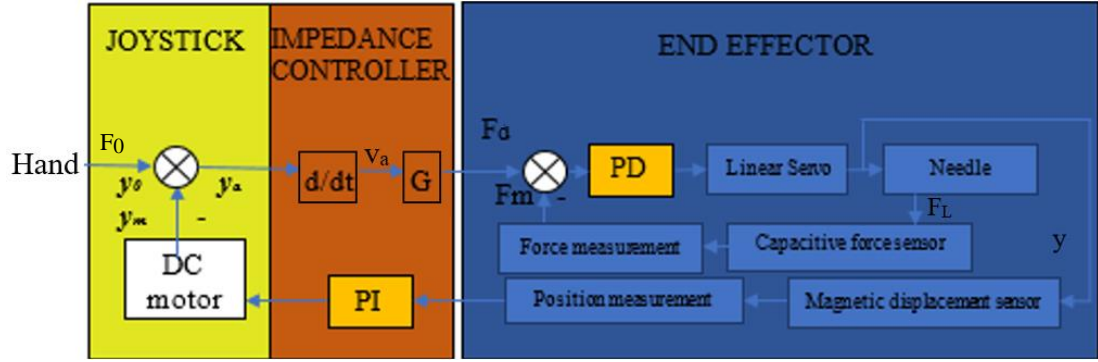 JOYSTICK
IMPEDANCE
CONTROLLER
END EFFECTOR
Hand
F0
y0
ya
ym
-
d/dt
va
G
Fa
Fm
-
PD
Linear Servo
Needle
FL
y
Force measurement
Capacitive force sensor
DC
motor
PI
Position measurement
Magnetic displacement sensor